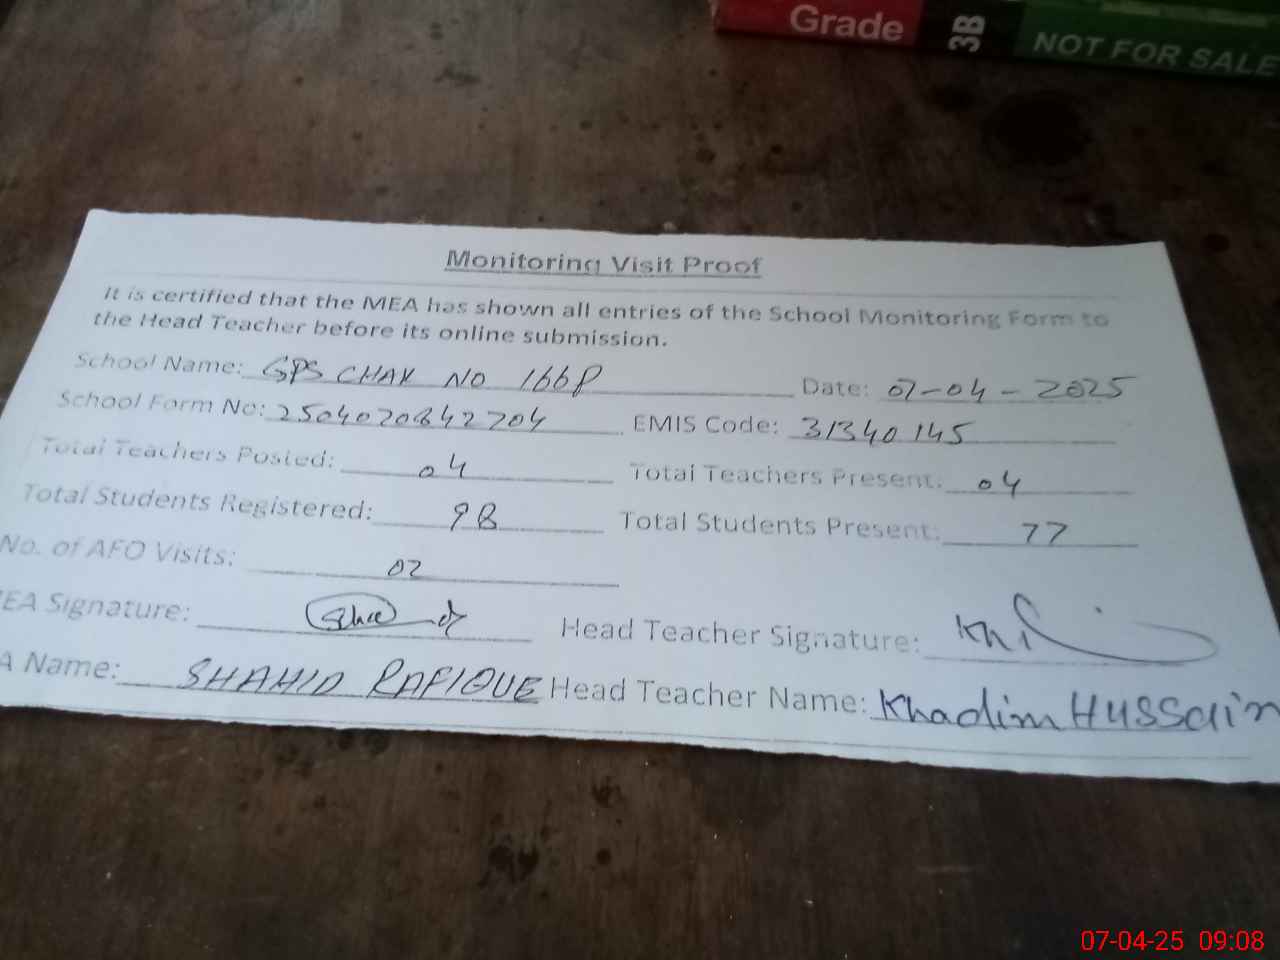 Grade 3B NOT FOR SALE
Monitoring Visit Proof
It is certified that the MEA has shown all entries of the School Monitoring Form to
the Head Teacher before its online submission.
School Name: GPS CHAK NO 166P Date: 07-04-2025
School Form No: 2504070842704 EMIS Code: 31340145
Total Teachers Posted: 04 Total Teachers Present: 04
Total Students Registered: 98 Total Students Present: 77
No. of AFO Visits: 02
EA Signature: Head Teacher Signature:
A Name: SHAHID RAFIQUE Head Teacher Name: Khadim HUSSain
07-04-25 09:08